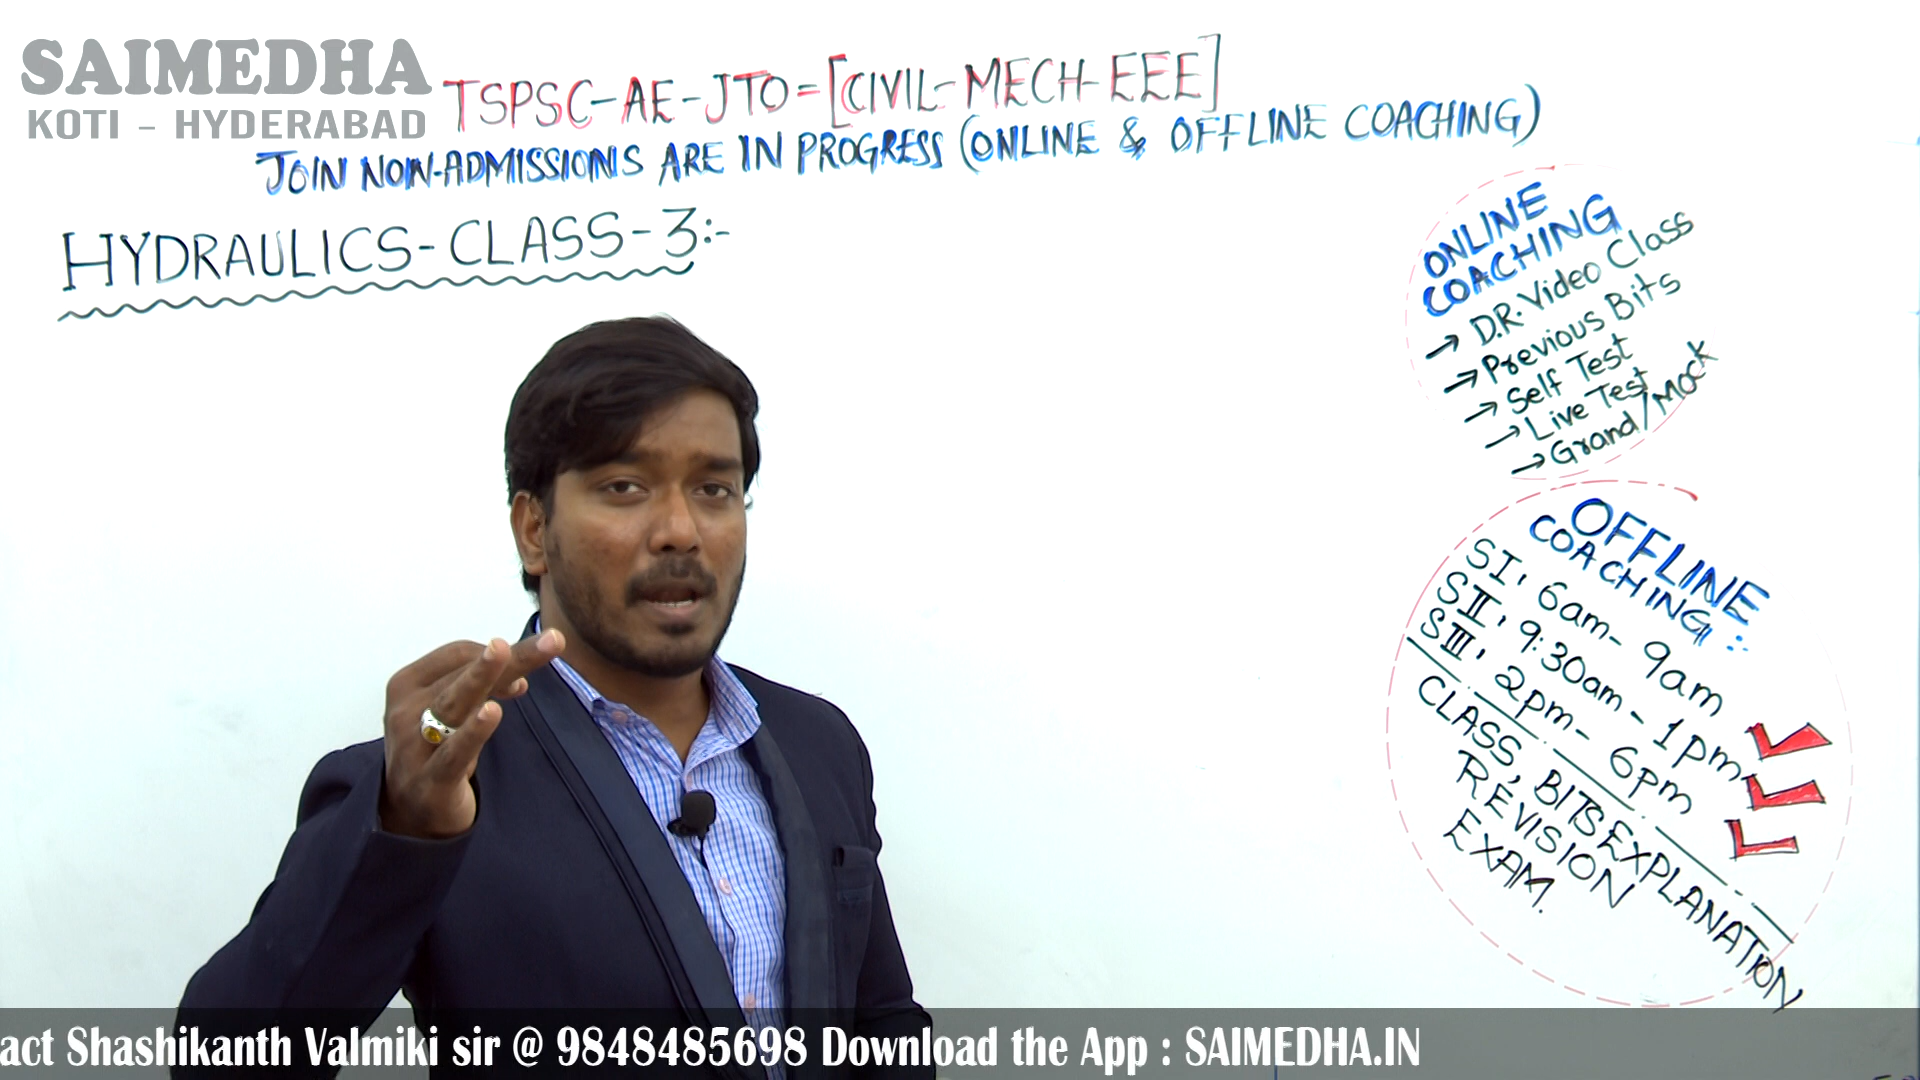 SAIMEDHA
KOTI - HYDERABAD
TSPSC-AE-JTO=[CIVIL-MECH-EEE]
JOIN NOW-ADMISSIONS ARE IN PROGRESS (ONLINE & OFFLINE COACHING)
HYDRAULICS-CLASS-3:-
ONLINE
COACHING
→ D.R. Video Class
→ Previous Bits
→ Self Test
→ Live Test
→ Grand/Mock
OFFLINE
COACHING:
SI, 6am- 9am
SII, 9:30am - 1pm
SIII, 2pm- 6pm
CLASS, BITS EXPLANATION
REVISION
EXAM.
act Shashikanth Valmiki sir @ 9848485698 Download the App : SAIMEDHA.IN